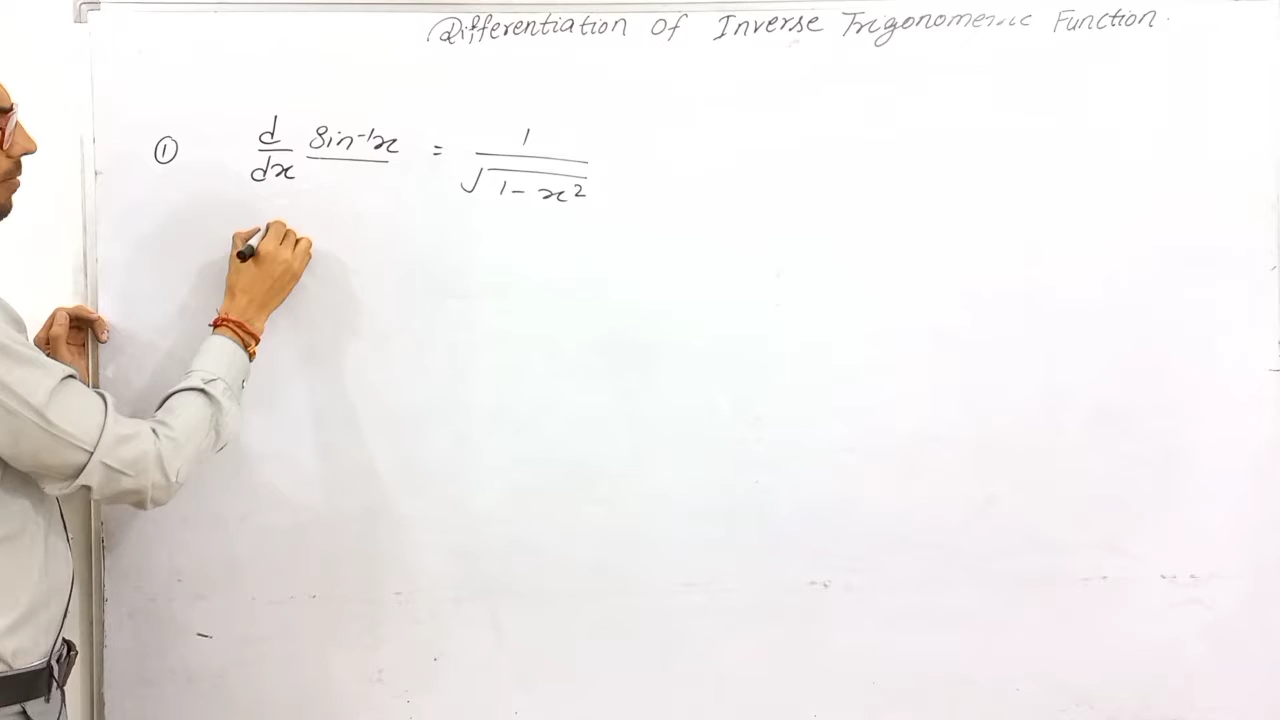 Differentiation Of Inverse Trigonometric Function.
① d/dx Sin⁻¹x = 1/√(1-x²)